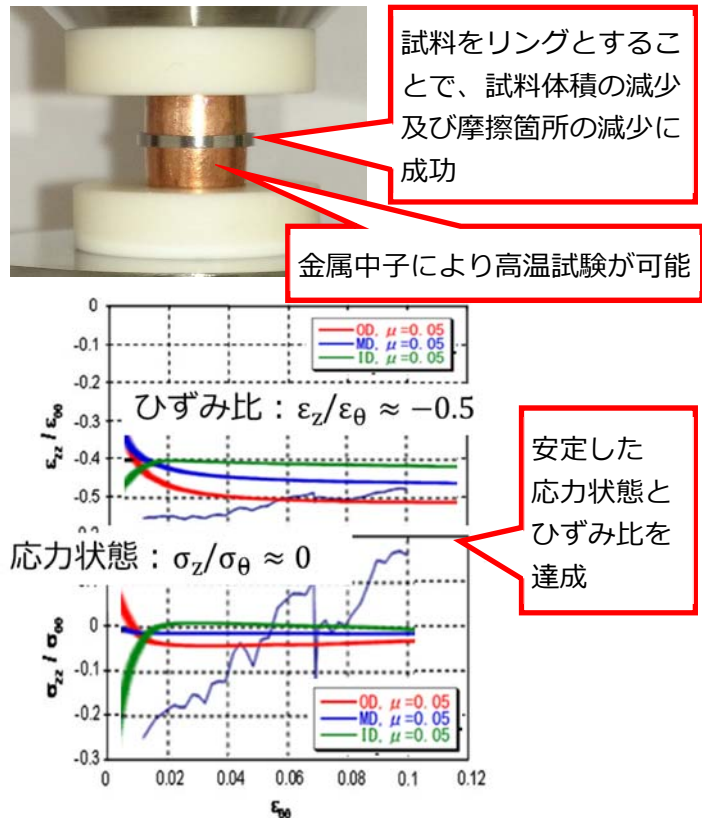 試料をリングとするこ
とで、試料体積の減少
及び摩擦箇所の減少に
成功
金属中子により高温試験が可能
0
-0.1
-0.2
-0.3
-0.4
-0.5
εzz / εθθ
OD, μ=0.05
MD, μ=0.05
ID, μ=0.05
ひずみ比：εz/εθ ≈ −0.5
安定した
応力状態と
ひずみ比を
達成
応力状態：σz/σθ ≈ 0
0
-0.1
-0.2
-0.3
σzz / σθθ
OD, μ=0.05
MD, μ=0.05
ID, μ=0.05
0 0.02 0.04 0.06 0.08 0.1 0.12
εθθ